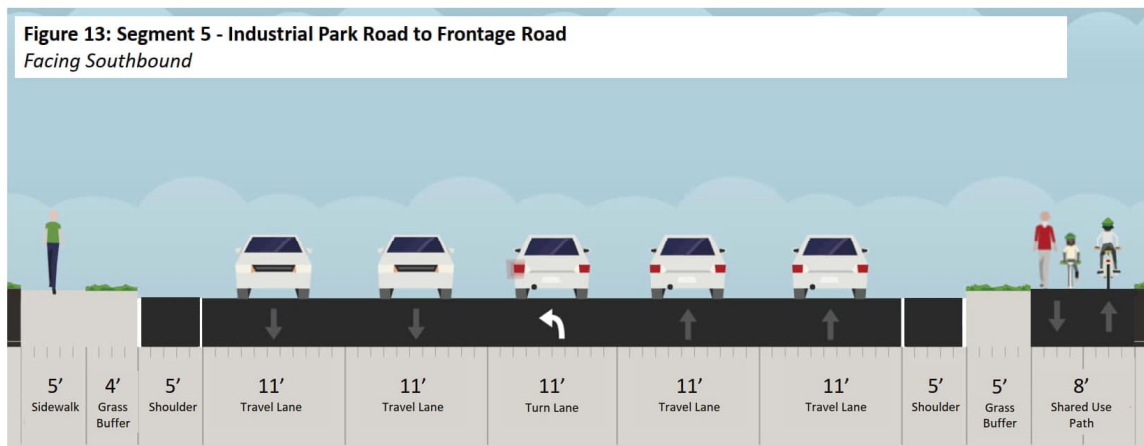 Figure 13: Segment 5 - Industrial Park Road to Frontage Road
Facing Southbound
5’ 4’ 5’ 11’ 11’ 11’ 11’ 11’ 5’ 5’ 8’
Sidewalk Grass Shoulder Travel Lane Travel Lane Turn Lane Travel Lane Travel Lane Shoulder Grass Shared Use
Buffer Buffer Path